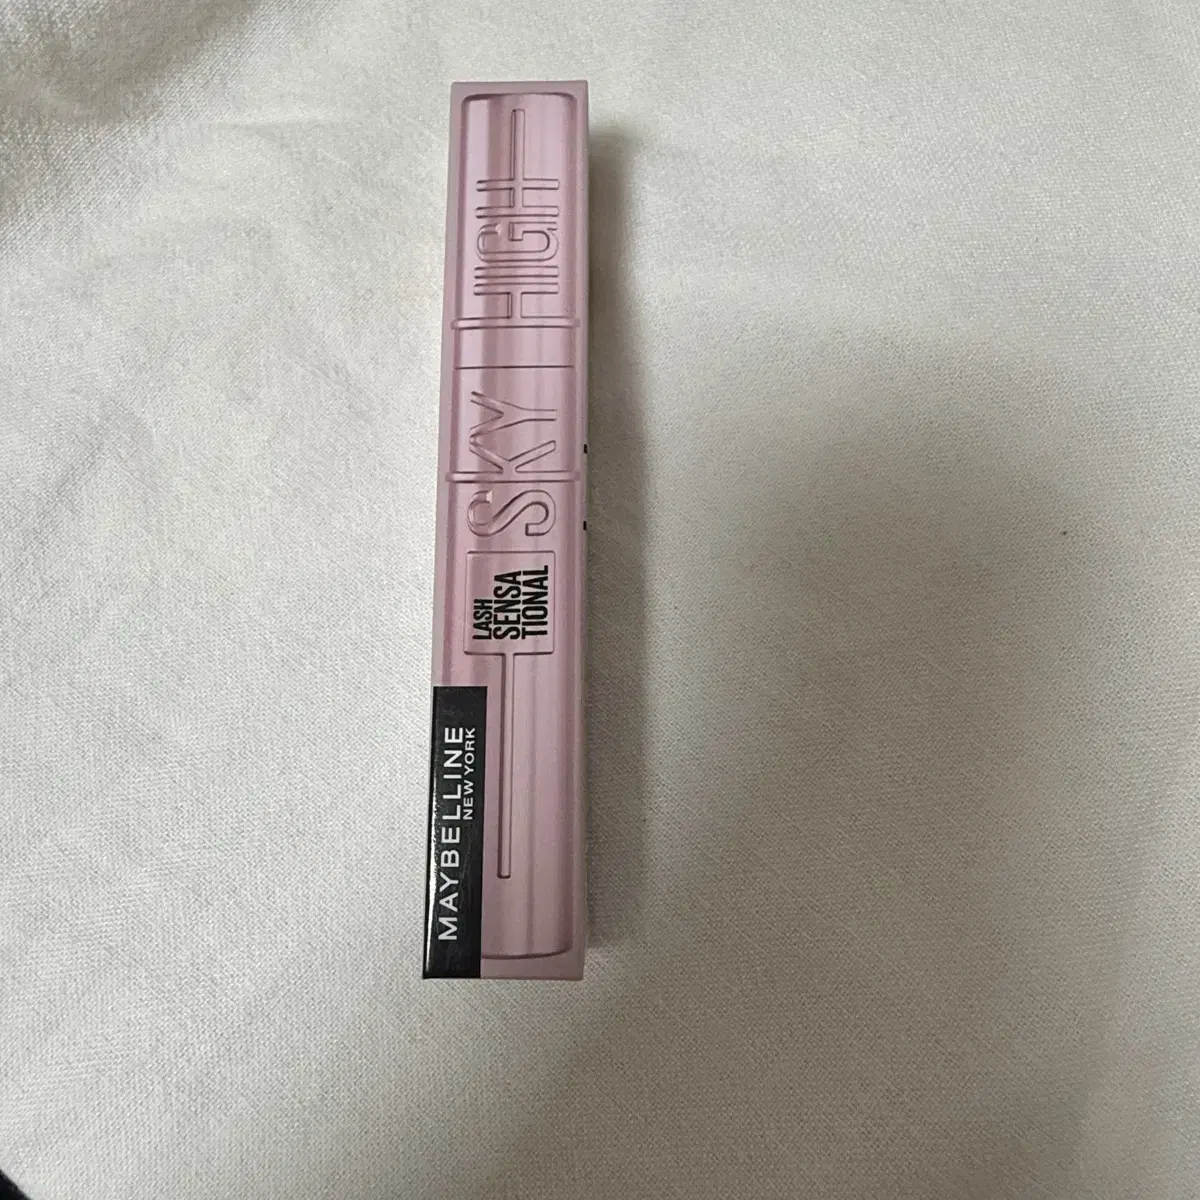 MAYBELLINE
NEW YORK
LASH
SENSA
TIONAL
SKY HIGH